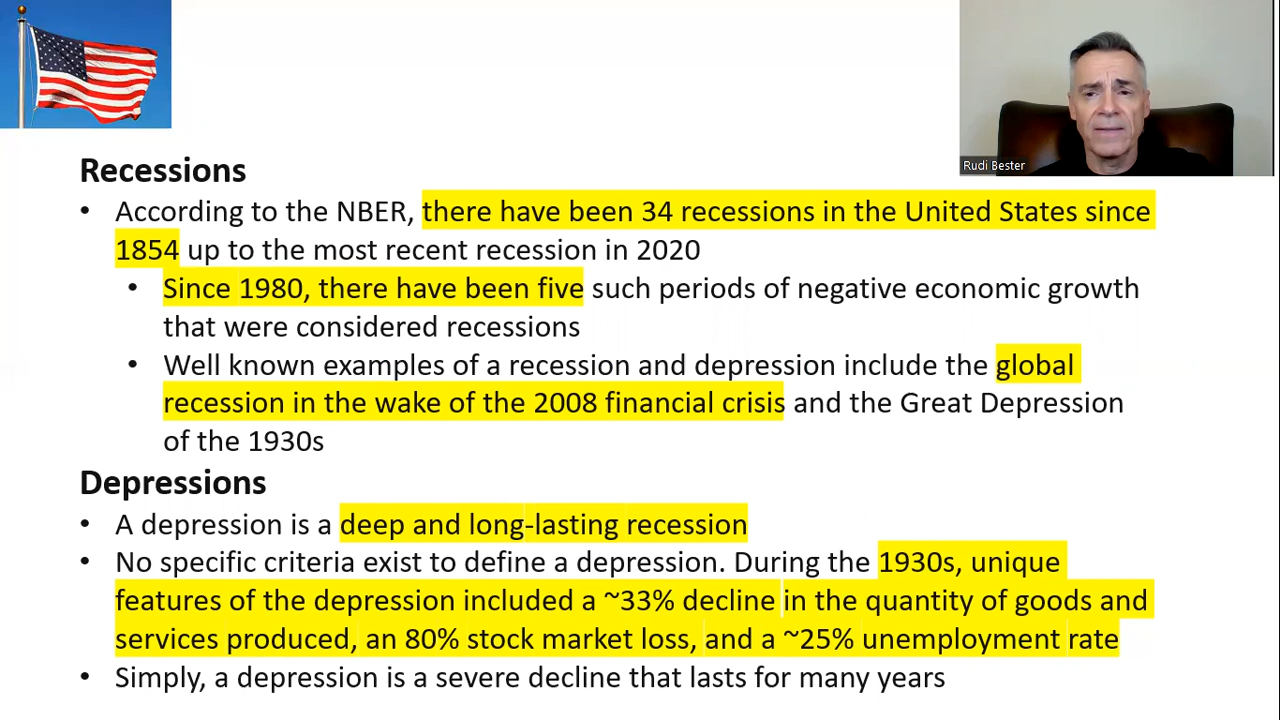 Rudi Bester
Recessions
• According to the NBER, there have been 34 recessions in the United States since
1854 up to the most recent recession in 2020
• Since 1980, there have been five such periods of negative economic growth
that were considered recessions
• Well known examples of a recession and depression include the global
recession in the wake of the 2008 financial crisis and the Great Depression
of the 1930s
Depressions
• A depression is a deep and long-lasting recession
• No specific criteria exist to define a depression. During the 1930s, unique
features of the depression included a ~33% decline in the quantity of goods and
services produced, an 80% stock market loss, and a ~25% unemployment rate
• Simply, a depression is a severe decline that lasts for many years